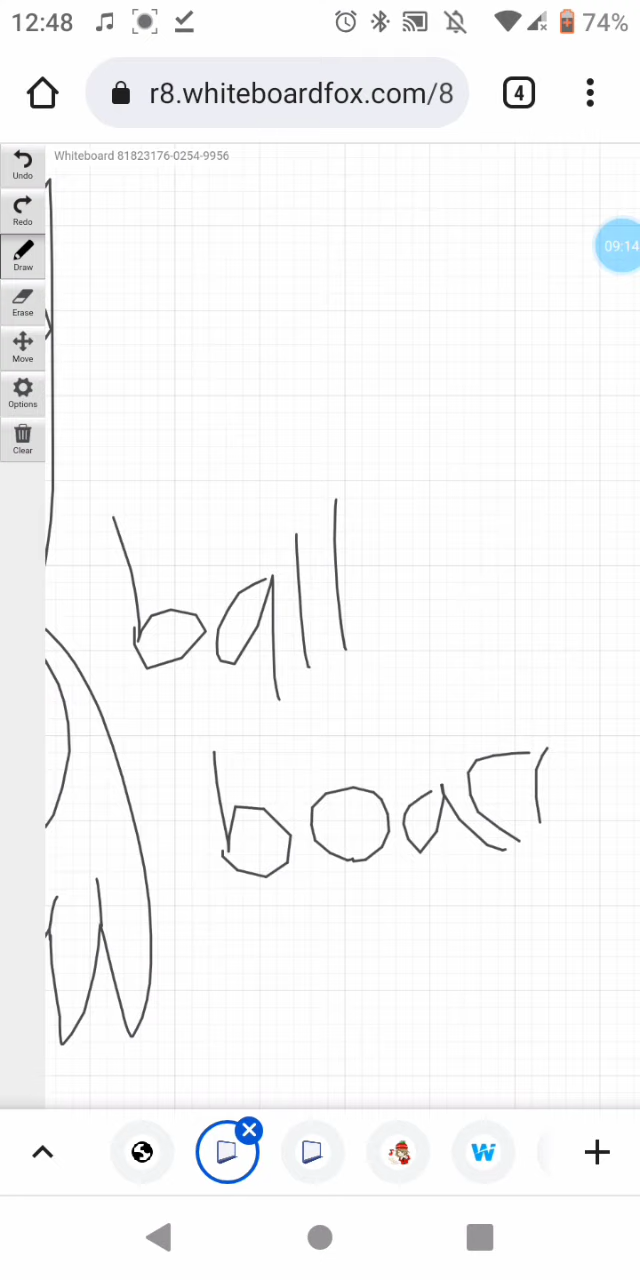 12:48 74%
r8.whiteboardfox.com/8 4
Whiteboard 81823176-0254-9956
Undo
Redo
09:14
Draw
Erase
Move
Options
Clear
ball